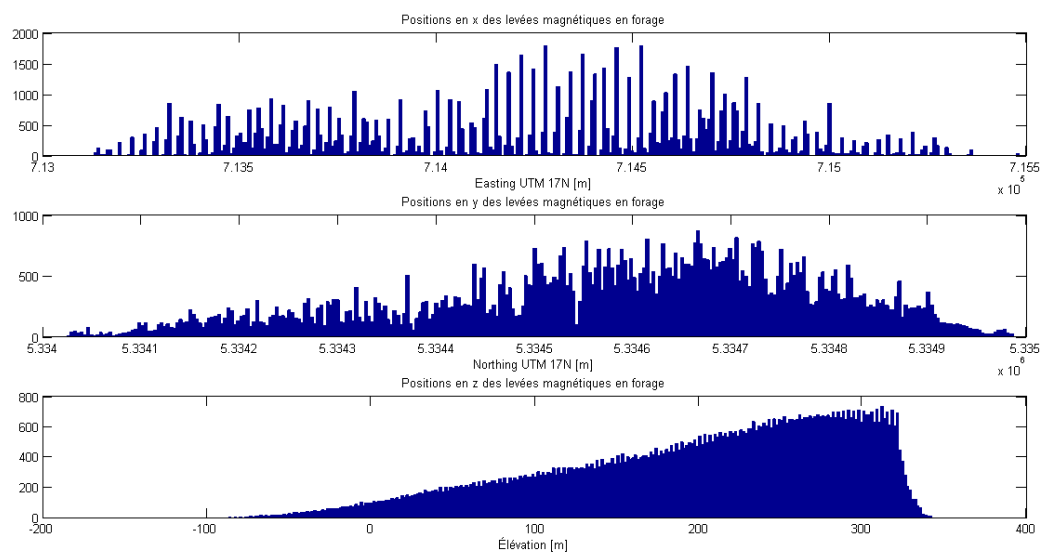 Positions en x des levées magnétiques en forage
2000
1500
1000
500
0
7.13 7.135 7.14 7.145 7.15 7.155
Easting UTM 17N [m]
x 10⁵
Positions en y des levées magnétiques en forage
1000
500
0
5.334 5.3341 5.3342 5.3343 5.3344 5.3345 5.3346 5.3347 5.3348 5.3349 5.335
Northing UTM 17N [m]
x 10⁶
Positions en z des levées magnétiques en forage
800
600
400
200
0
-200 -100 0 100 200 300 400
Élévation [m]